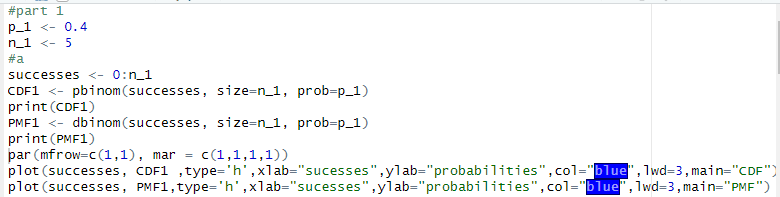 #part 1
p_1 <- 0.4
n_1 <- 5
#a
successes <- 0:n_1
CDF1 <- pbinom(successes, size=n_1, prob=p_1)
print(CDF1)
PMF1 <- dbinom(successes, size=n_1, prob=p_1)
print(PMF1)
par(mfrow=c(1,1), mar = c(1,1,1,1))
plot(successes, CDF1 ,type='h',xlab="sucesses",ylab="probabilities",col="blue",lwd=3,main="CDF")
plot(successes, PMF1,type='h',xlab="sucesses",ylab="probabilities",col="blue",lwd=3,main="PMF")